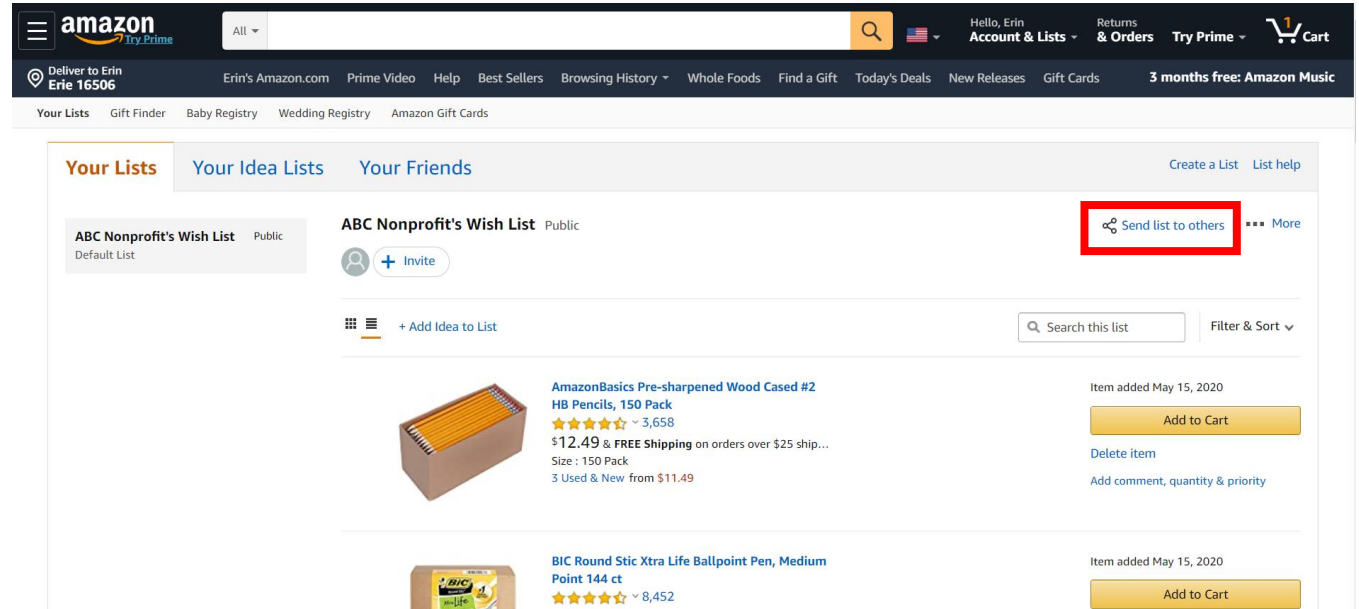 amazon
Try Prime
All
Hello, Erin
Account & Lists
Returns
& Orders
Try Prime
1
Cart
Deliver to Erin
Erie 16506
Erin's Amazon.com Prime Video Help Best Sellers Browsing History Whole Foods Find a Gift Today's Deals New Releases Gift Cards 3 months free: Amazon Music
Your Lists Gift Finder Baby Registry Wedding Registry Amazon Gift Cards
Your Lists Your Idea Lists Your Friends Create a List List help
ABC Nonprofit's Wish List Public
Default List
ABC Nonprofit's Wish List Public
Send list to others
More
+ Invite
+ Add Idea to List
Search this list
Filter & Sort
AmazonBasics Pre-sharpened Wood Cased #2
HB Pencils, 150 Pack
3,658
$12.49 & FREE Shipping on orders over $25 ship...
Size : 150 Pack
3 Used & New from $11.49
Item added May 15, 2020
Add to Cart
Delete item
Add comment, quantity & priority
BIC
BIC Round Stic Xtra Life Ballpoint Pen, Medium
Point 144 ct
8,452
Item added May 15, 2020
Add to Cart